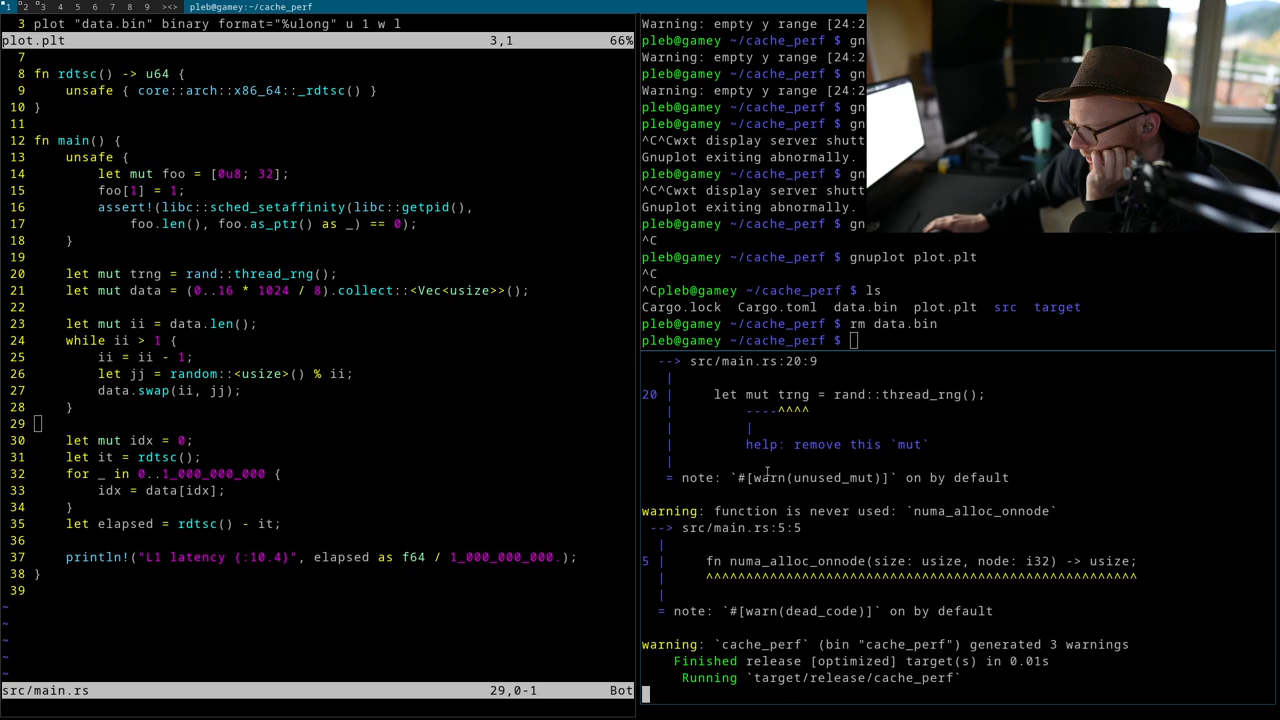 1 2 3 4 5 6 7 8 9 ><> pleb@gamey:~/cache_perf
3 plot "data.bin" binary format="%ulong" u 1 w l
plot.plt 3,1 66%
7
8 fn rdtsc() -> u64 {
9     unsafe { core::arch::x86_64::_rdtsc() }
10 }
11
12 fn main() {
13     unsafe {
14         let mut foo = [0u8; 32];
15         foo[1] = 1;
16         assert!(libc::sched_setaffinity(libc::getpid(),
17             foo.len(), foo.as_ptr() as _) == 0);
18     }
19
20     let mut trng = rand::thread_rng();
21     let mut data = (0..16 * 1024 / 8).collect::<Vec<usize>>();
22
23     let mut ii = data.len();
24     while ii > 1 {
25         ii = ii - 1;
26         let jj = random::<usize>() % ii;
27         data.swap(ii, jj);
28     }
29
30     let mut idx = 0;
31     let it = rdtsc();
32     for _ in 0..1_000_000_000 {
33         idx = data[idx];
34     }
35     let elapsed = rdtsc() - it;
36
37     println!("L1 latency {:10.4}", elapsed as f64 / 1_000_000_000.);
38 }
39
~
~
~
~
~
src/main.rs 29,0-1 Bot
Warning: empty y range [24:2
pleb@gamey ~/cache_perf $ gn
Warning: empty y range [24:2
pleb@gamey ~/cache_perf $ gn
Warning: empty y range [24:2
pleb@gamey ~/cache_perf $ gn
pleb@gamey ~/cache_perf $ gn
^C^Cwxt display server shutt
Gnuplot exiting abnormally.
pleb@gamey ~/cache_perf $ gn
^C^Cwxt display server shutt
Gnuplot exiting abnormally.
pleb@gamey ~/cache_perf $ gn
^C
pleb@gamey ~/cache_perf $ gnuplot plot.plt
^C
^Cpleb@gamey ~/cache_perf $ ls
Cargo.lock  Cargo.toml  data.bin  plot.plt  src  target
pleb@gamey ~/cache_perf $ rm data.bin
pleb@gamey ~/cache_perf $
--> src/main.rs:20:9
|
20 |     let mut trng = rand::thread_rng();
|         ----^^^^
|         |
|         help: remove this `mut`
|
= note: `#[warn(unused_mut)]` on by default
warning: function is never used: `numa_alloc_onnode`
--> src/main.rs:5:5
|
5 |     fn numa_alloc_onnode(size: usize, node: i32) -> usize;
|     ^^^^^^^^^^^^^^^^^^^^^^^^^^^^^^^^^^^^^^^^^^^^^^^^^^^^^^
|
= note: `#[warn(dead_code)]` on by default
warning: `cache_perf` (bin "cache_perf") generated 3 warnings
Finished release [optimized] target(s) in 0.01s
Running `target/release/cache_perf`